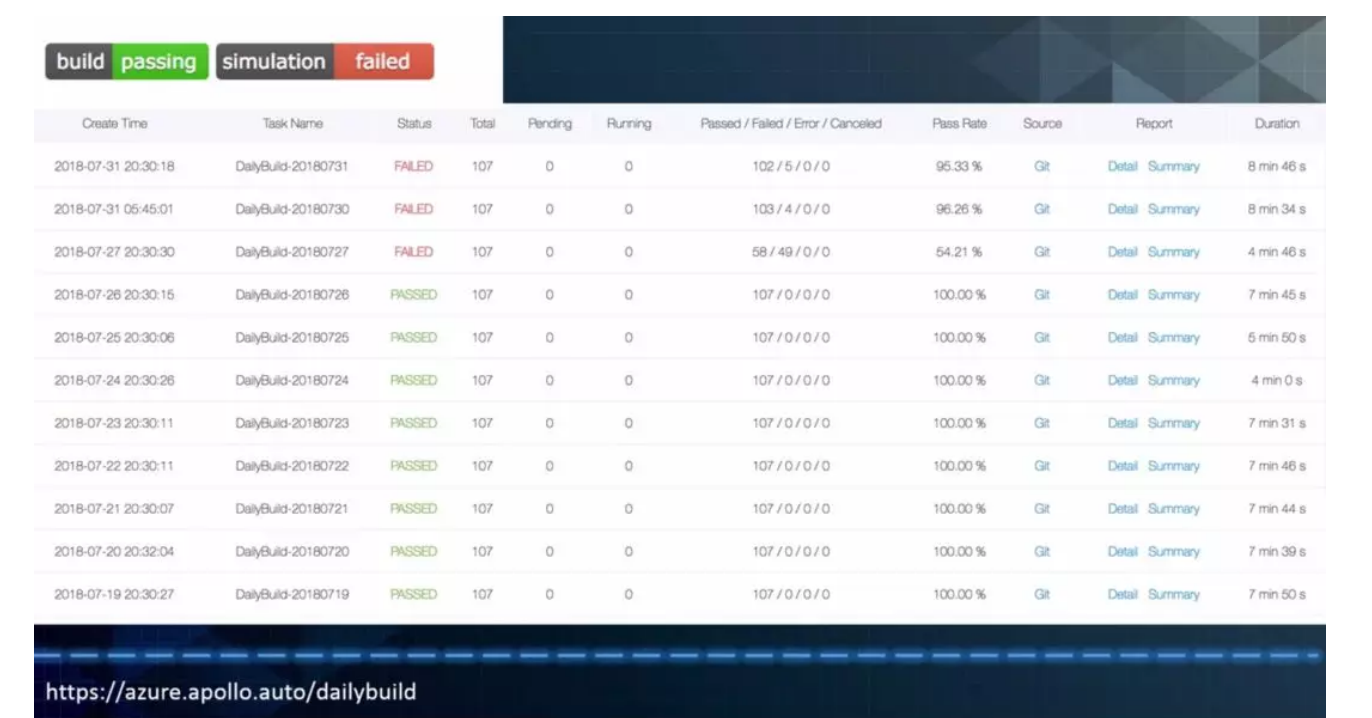 build passing simulation failed
Create Time Task Name Status Total Pending Running Passed / Failed / Error / Canceled Pass Rate Source Report Duration
2018-07-31 20:30:18 DailyBuild-20180731 FAILED 107 0 0 102 / 5 / 0 / 0 95.33 % Git Detail Summary 8 min 46 s
2018-07-31 05:45:01 DailyBuild-20180730 FAILED 107 0 0 103 / 4 / 0 / 0 96.26 % Git Detail Summary 8 min 34 s
2018-07-27 20:30:30 DailyBuild-20180727 FAILED 107 0 0 58 / 49 / 0 / 0 54.21 % Git Detail Summary 4 min 46 s
2018-07-26 20:30:15 DailyBuild-20180726 PASSED 107 0 0 107 / 0 / 0 / 0 100.00 % Git Detail Summary 7 min 45 s
2018-07-25 20:30:06 DailyBuild-20180725 PASSED 107 0 0 107 / 0 / 0 / 0 100.00 % Git Detail Summary 5 min 50 s
2018-07-24 20:30:26 DailyBuild-20180724 PASSED 107 0 0 107 / 0 / 0 / 0 100.00 % Git Detail Summary 4 min 0 s
2018-07-23 20:30:11 DailyBuild-20180723 PASSED 107 0 0 107 / 0 / 0 / 0 100.00 % Git Detail Summary 7 min 31 s
2018-07-22 20:30:11 DailyBuild-20180722 PASSED 107 0 0 107 / 0 / 0 / 0 100.00 % Git Detail Summary 7 min 46 s
2018-07-21 20:30:07 DailyBuild-20180721 PASSED 107 0 0 107 / 0 / 0 / 0 100.00 % Git Detail Summary 7 min 44 s
2018-07-20 20:32:04 DailyBuild-20180720 PASSED 107 0 0 107 / 0 / 0 / 0 100.00 % Git Detail Summary 7 min 39 s
2018-07-19 20:30:27 DailyBuild-20180719 PASSED 107 0 0 107 / 0 / 0 / 0 100.00 % Git Detail Summary 7 min 50 s
https://azure.apollo.auto/dailybuild